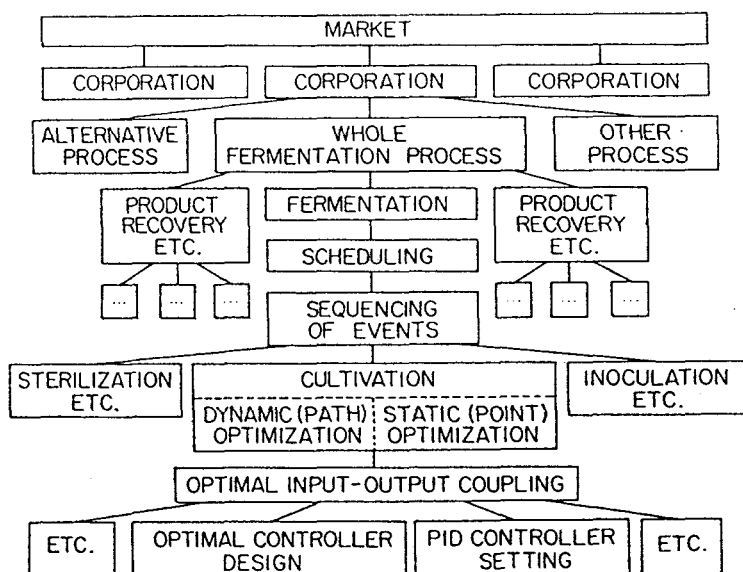 MARKET
CORPORATION
CORPORATION
CORPORATION
ALTERNATIVE
PROCESS
WHOLE
FERMENTATION PROCESS
OTHER
PROCESS
PRODUCT
RECOVERY
ETC.
FERMENTATION
PRODUCT
RECOVERY
ETC.
SCHEDULING
...
...
...
...
...
...
SEQUENCING
OF EVENTS
STERILIZATION
ETC.
CULTIVATION
INOCULATION
ETC.
DYNAMIC (PATH)
OPTIMIZATION
STATIC (POINT)
OPTIMIZATION
OPTIMAL INPUT-OUTPUT COUPLING
ETC.
OPTIMAL CONTROLLER
DESIGN
PID CONTROLLER
SETTING
ETC.